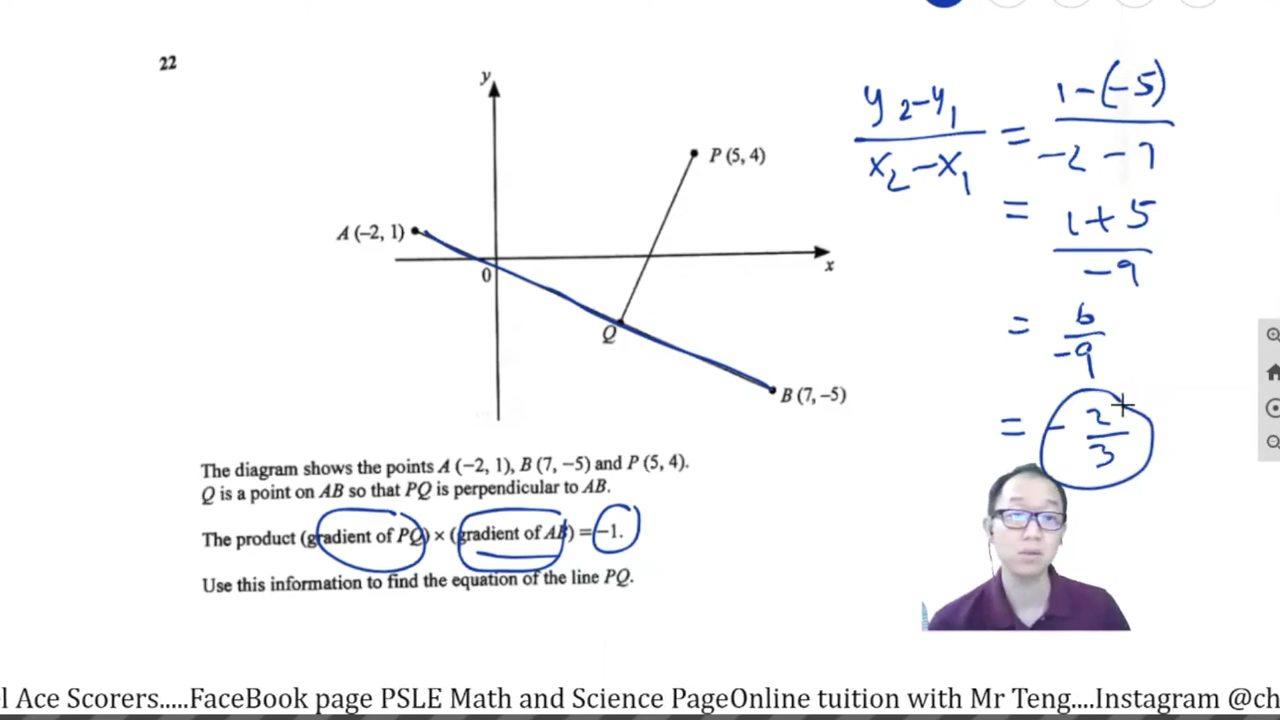 22
y
P (5, 4)
A (−2, 1)
0
x
Q
B (7, −5)
y₂−y₁ / x₂−x₁ = 1−(−5) / −2−7
= 1+5 / −9
= 6 / −9
= −2/3
The diagram shows the points A (−2, 1), B (7, −5) and P (5, 4).
Q is a point on AB so that PQ is perpendicular to AB.
The product (gradient of PQ) × (gradient of AB) = −1.
Use this information to find the equation of the line PQ.
l Ace Scorers.....FaceBook page PSLE Math and Science PageOnline tuition with Mr Teng....Instagram @ch